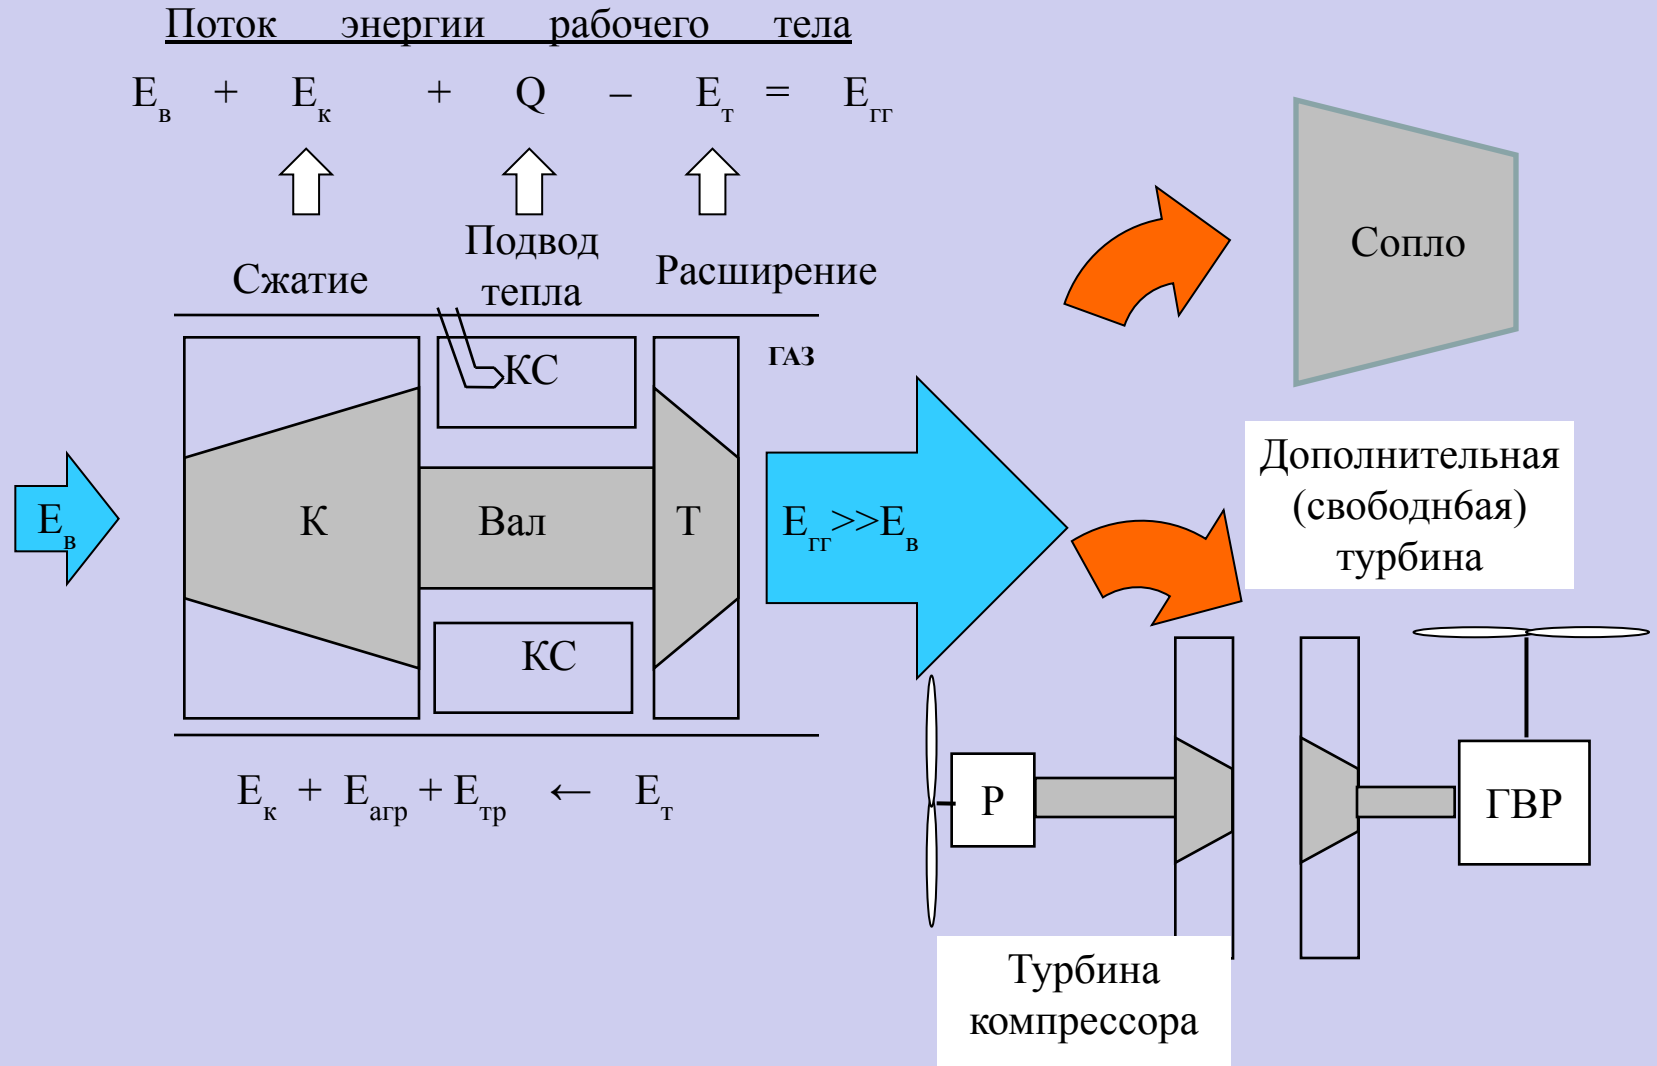 Поток энергии рабочего тела
Eв + Eк + Q – Eт = Eгг
Сжатие
Подвод
тепла
Расширение
КС
ГАЗ
Eв
К
Вал
Т
Eгг>>Eв
КС
Eк + Eагр + Eтр ← Eт
Сопло
Дополнительная
(свободн6ая)
турбина
Р
ГВР
Турбина
компрессора